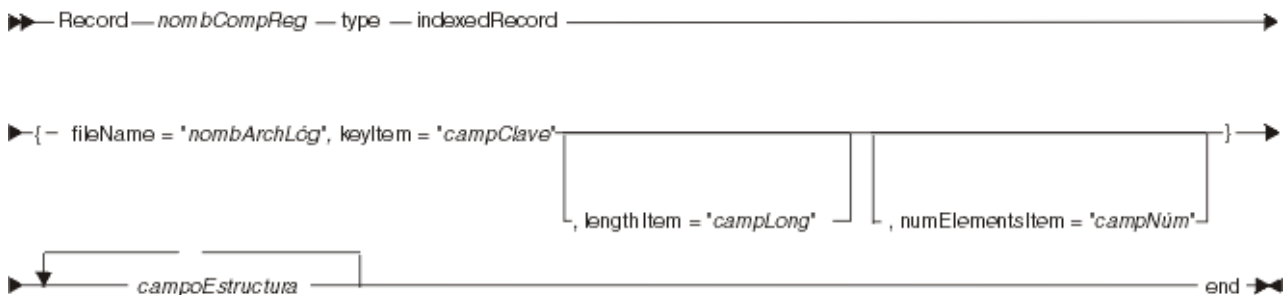 Record nombCompReg type indexedRecord
{ fileName = "nombArchLóg", keyItem = "campClave" }
, lengthItem = "campLong" , numElementsItem = "campNúm"
campoEstructura end